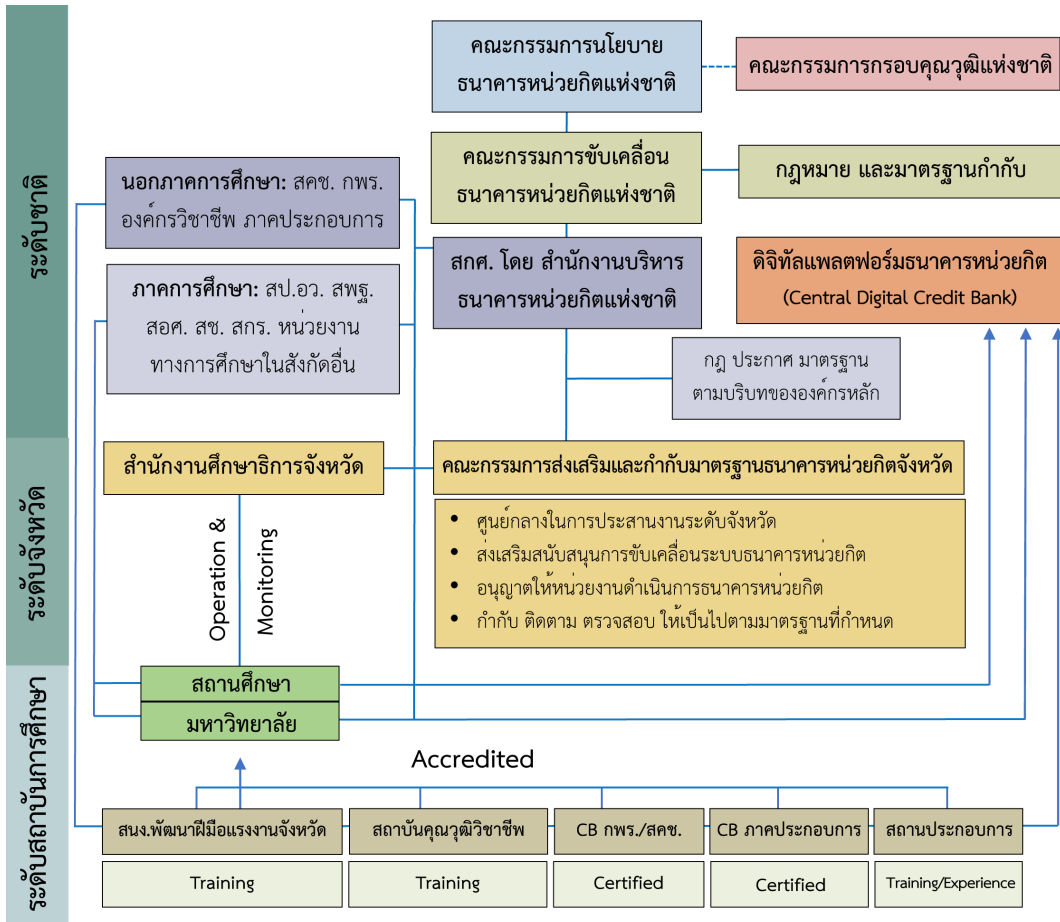 ระดับชาติ
คณะกรรมการนโยบาย
ธนาคารหน่วยกิตแห่งชาติ
คณะกรรมการกรอบคุณวุฒิแห่งชาติ
คณะกรรมการขับเคลื่อน
ธนาคารหน่วยกิตแห่งชาติ
กฎหมาย และมาตรฐานกำกับ
นอกภาคการศึกษา: สคช. กพร.
องค์กรวิชาชีพ ภาคประกอบการ
สกศ. โดย สำนักงานบริหาร
ธนาคารหน่วยกิตแห่งชาติ
ดิจิทัลแพลตฟอร์มธนาคารหน่วยกิต
(Central Digital Credit Bank)
ภาคการศึกษา: สป.อว. สพฐ.
สอศ. สช. สกร. หน่วยงาน
ทางการศึกษาในสังกัดอื่น
กฎ ประกาศ มาตรฐาน
ตามบริบทขององค์กรหลัก
ระดับจังหวัด
สำนักงานศึกษาธิการจังหวัด
คณะกรรมการส่งเสริมและกำกับมาตรฐานธนาคารหน่วยกิตจังหวัด
• ศูนย์กลางในการประสานงานระดับจังหวัด
• ส่งเสริมสนับสนุนการขับเคลื่อนระบบธนาคารหน่วยกิต
• อนุญาตให้หน่วยงานดำเนินการธนาคารหน่วยกิต
• กำกับ ติดตาม ตรวจสอบ ให้เป็นไปตามมาตรฐานที่กำหนด
Operation &
Monitoring
ระดับสถาบันการศึกษา
สถานศึกษา
มหาวิทยาลัย
Accredited
สนง.พัฒนาฝีมือแรงงานจังหวัด
สถาบันคุณวุฒิวิชาชีพ
CB กพร./สคช.
CB ภาคประกอบการ
สถานประกอบการ
Training
Training
Certified
Certified
Training/Experience